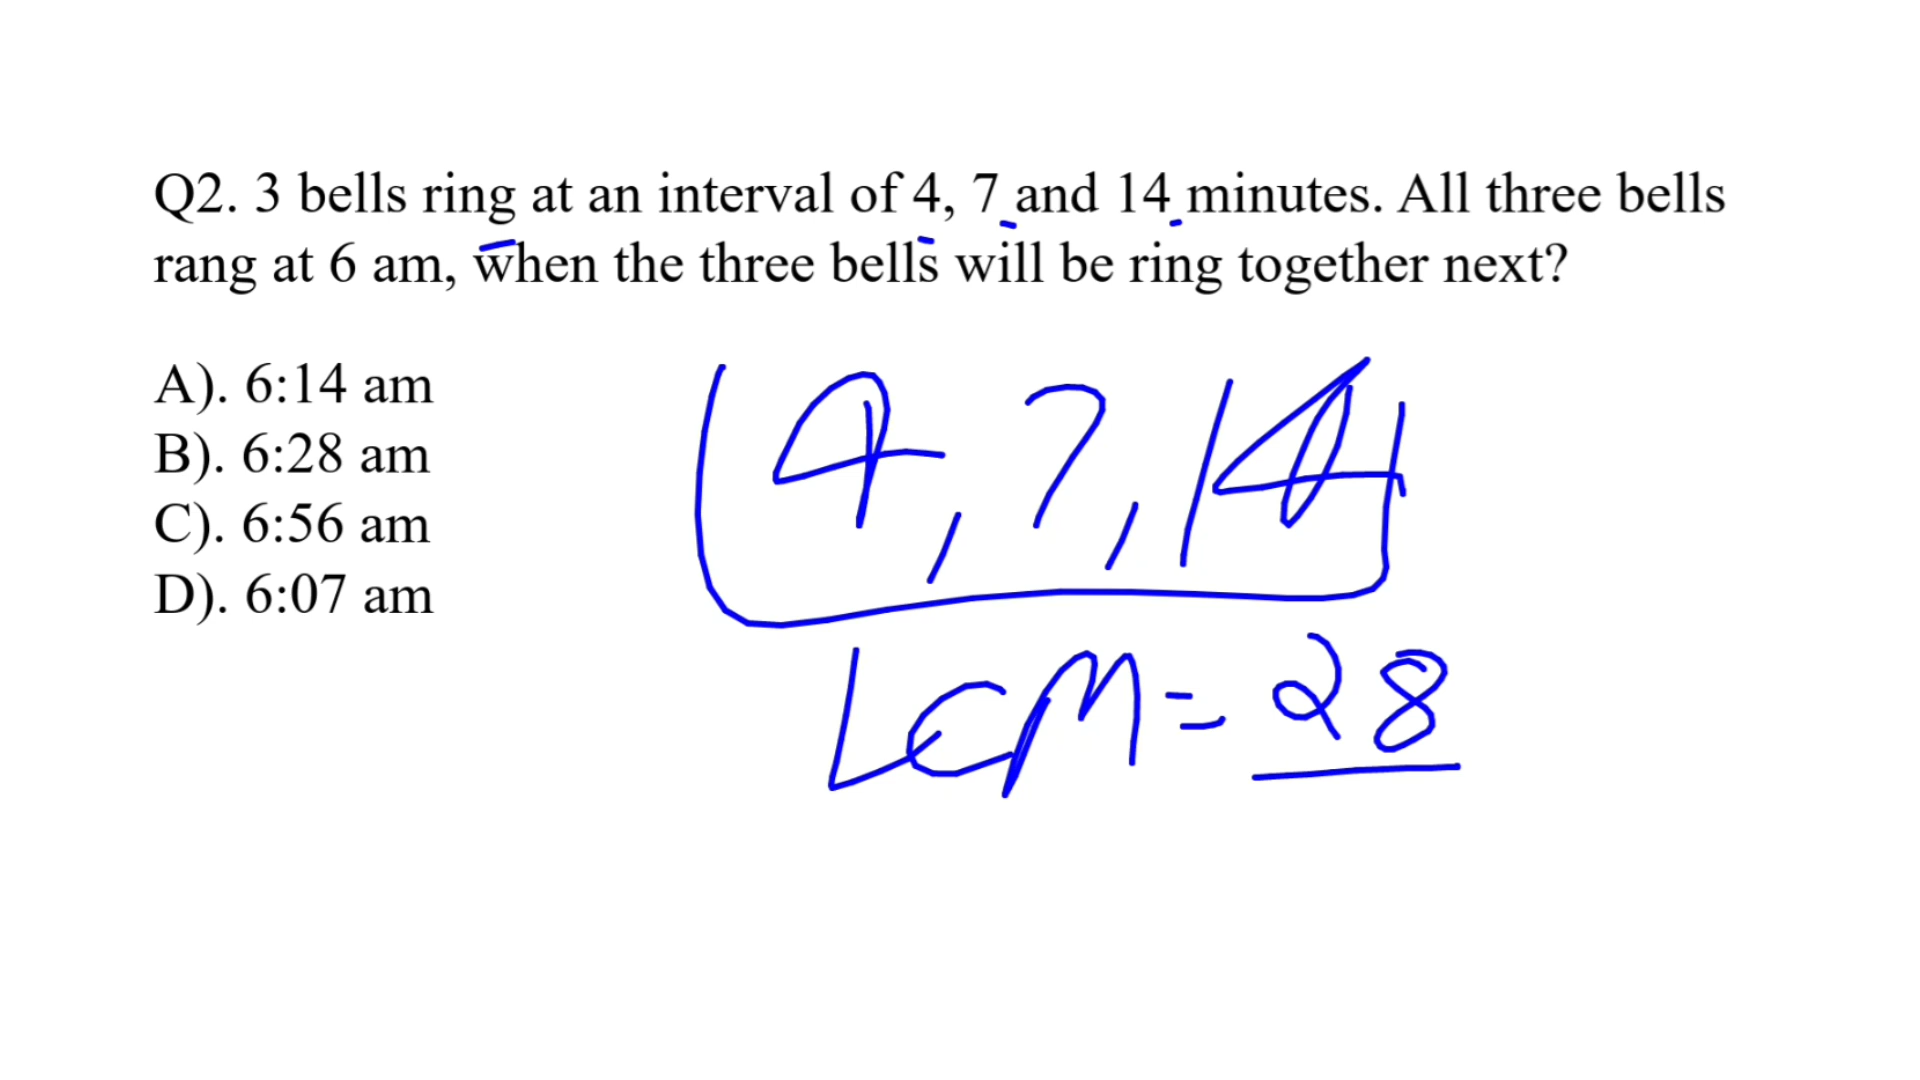 Q2. 3 bells ring at an interval of 4, 7 and 14 minutes. All three bells
rang at 6 am, when the three bells will be ring together next?
A). 6:14 am
B). 6:28 am
C). 6:56 am
D). 6:07 am
4, 7, 14
LCM = 28